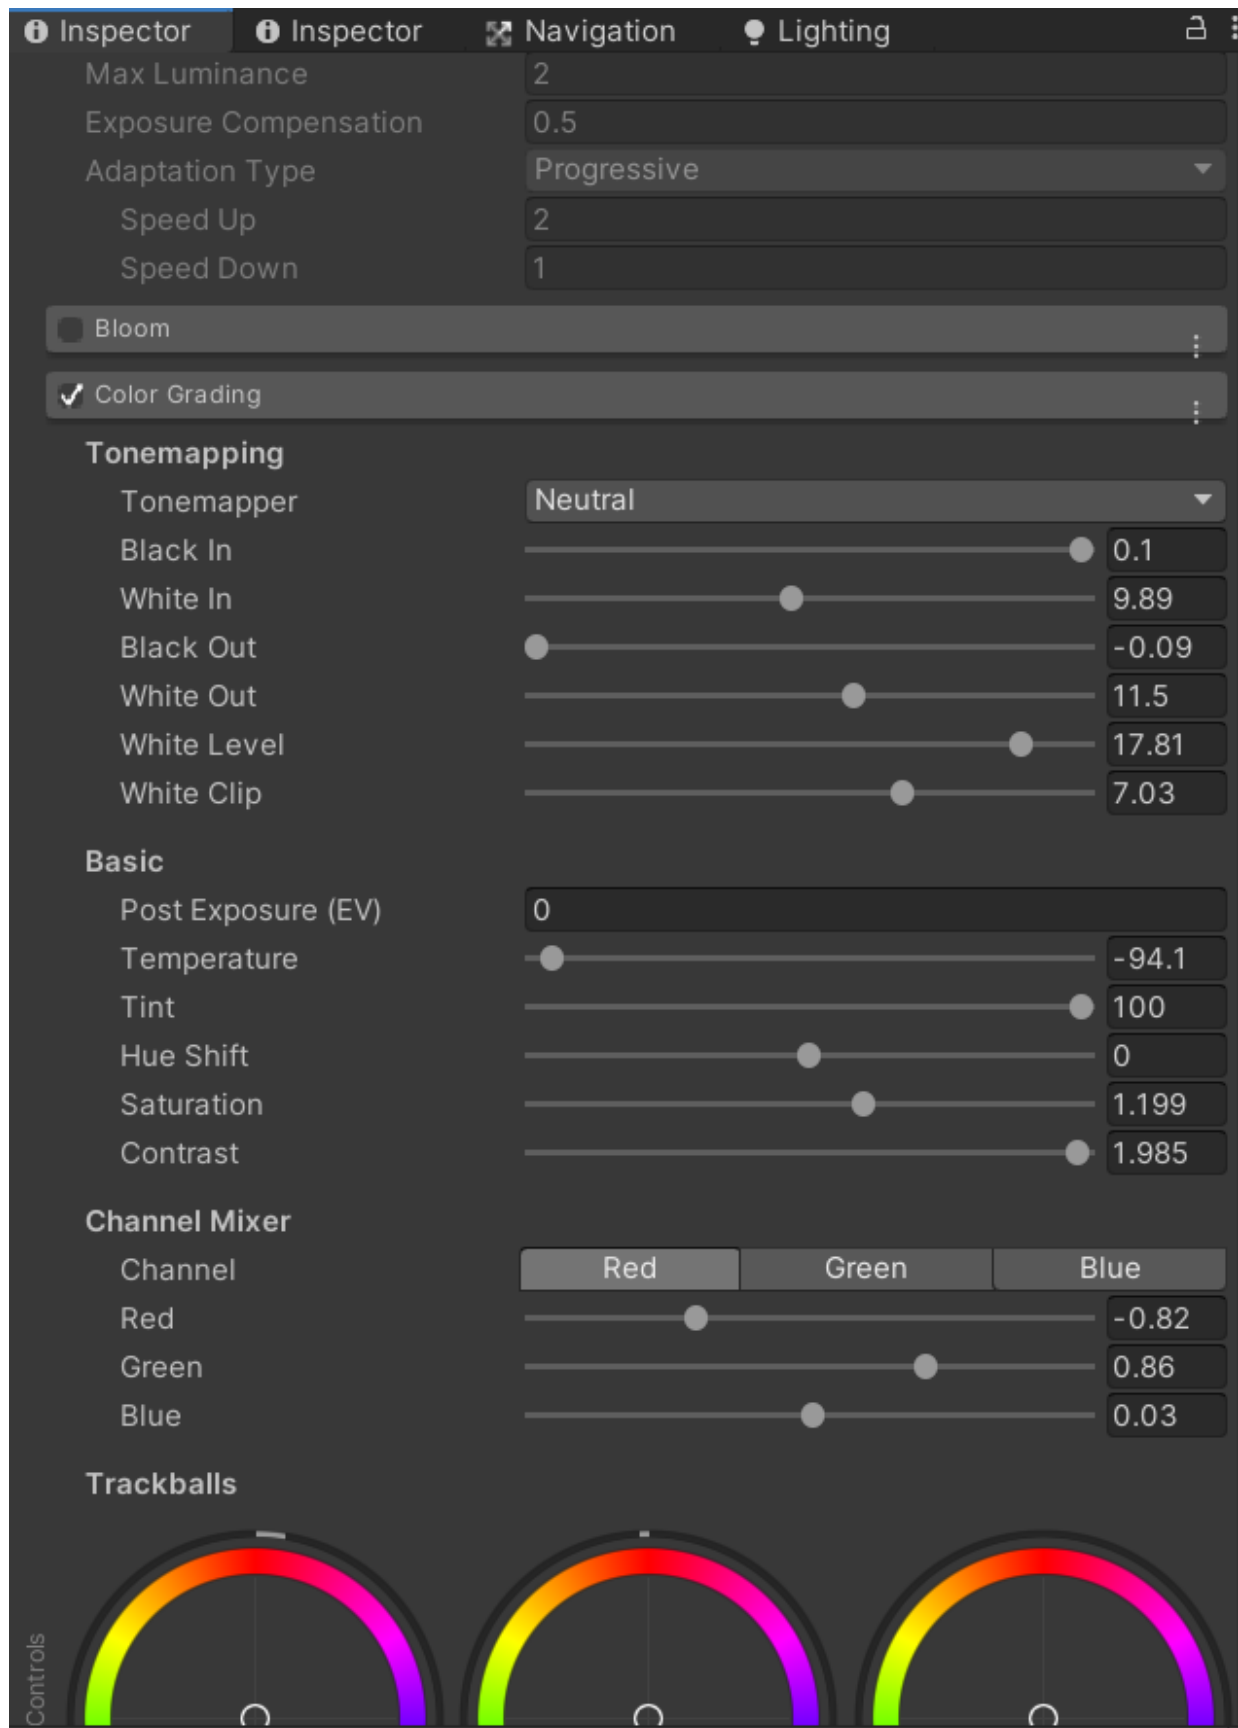 Inspector Inspector Navigation Lighting
Max Luminance 2
Exposure Compensation 0.5
Adaptation Type Progressive
Speed Up 2
Speed Down 1
Bloom
Color Grading
Tonemapping
Tonemapper Neutral
Black In 0.1
White In 9.89
Black Out -0.09
White Out 11.5
White Level 17.81
White Clip 7.03
Basic
Post Exposure (EV) 0
Temperature -94.1
Tint 100
Hue Shift 0
Saturation 1.199
Contrast 1.985
Channel Mixer
Channel Red Green Blue
Red -0.82
Green 0.86
Blue 0.03
Trackballs
Controls